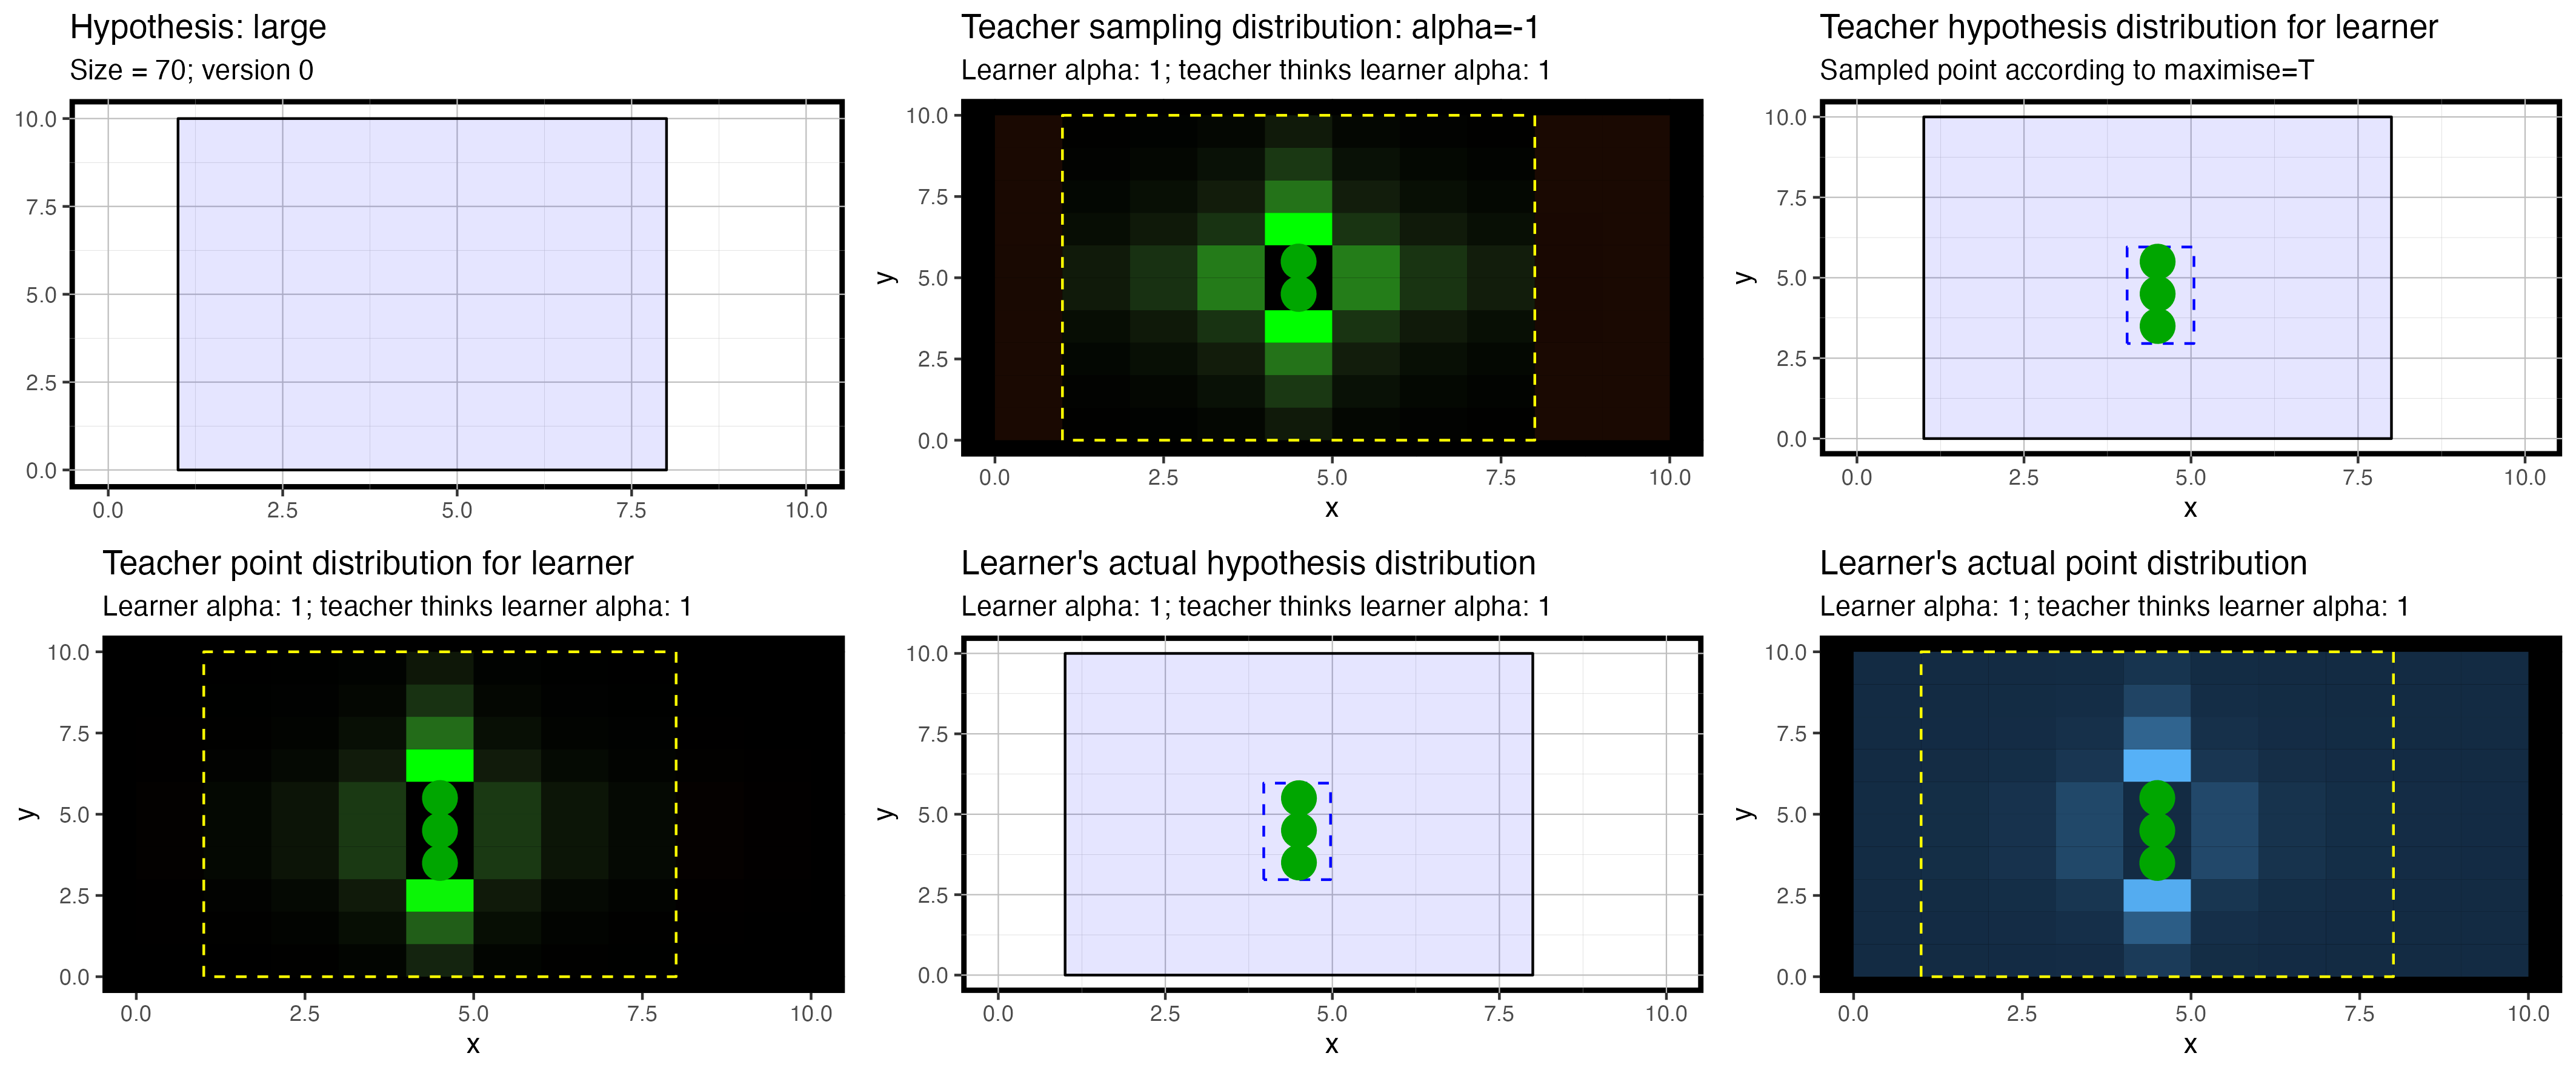 Hypothesis: large
Size = 70; version 0
10.0
7.5
5.0
2.5
0.0
0.0 2.5 5.0 7.5 10.0
Teacher sampling distribution: alpha=-1
Learner alpha: 1; teacher thinks learner alpha: 1
10.0
7.5
5.0
2.5
0.0
y
0.0 2.5 5.0 7.5 10.0
x
Teacher hypothesis distribution for learner
Sampled point according to maximise=T
10.0
7.5
5.0
2.5
0.0
y
0.0 2.5 5.0 7.5 10.0
x
Teacher point distribution for learner
Learner alpha: 1; teacher thinks learner alpha: 1
10.0
7.5
5.0
2.5
0.0
y
0.0 2.5 5.0 7.5 10.0
x
Learner's actual hypothesis distribution
Learner alpha: 1; teacher thinks learner alpha: 1
10.0
7.5
5.0
2.5
0.0
y
0.0 2.5 5.0 7.5 10.0
x
Learner's actual point distribution
Learner alpha: 1; teacher thinks learner alpha: 1
10.0
7.5
5.0
2.5
0.0
y
0.0 2.5 5.0 7.5 10.0
x